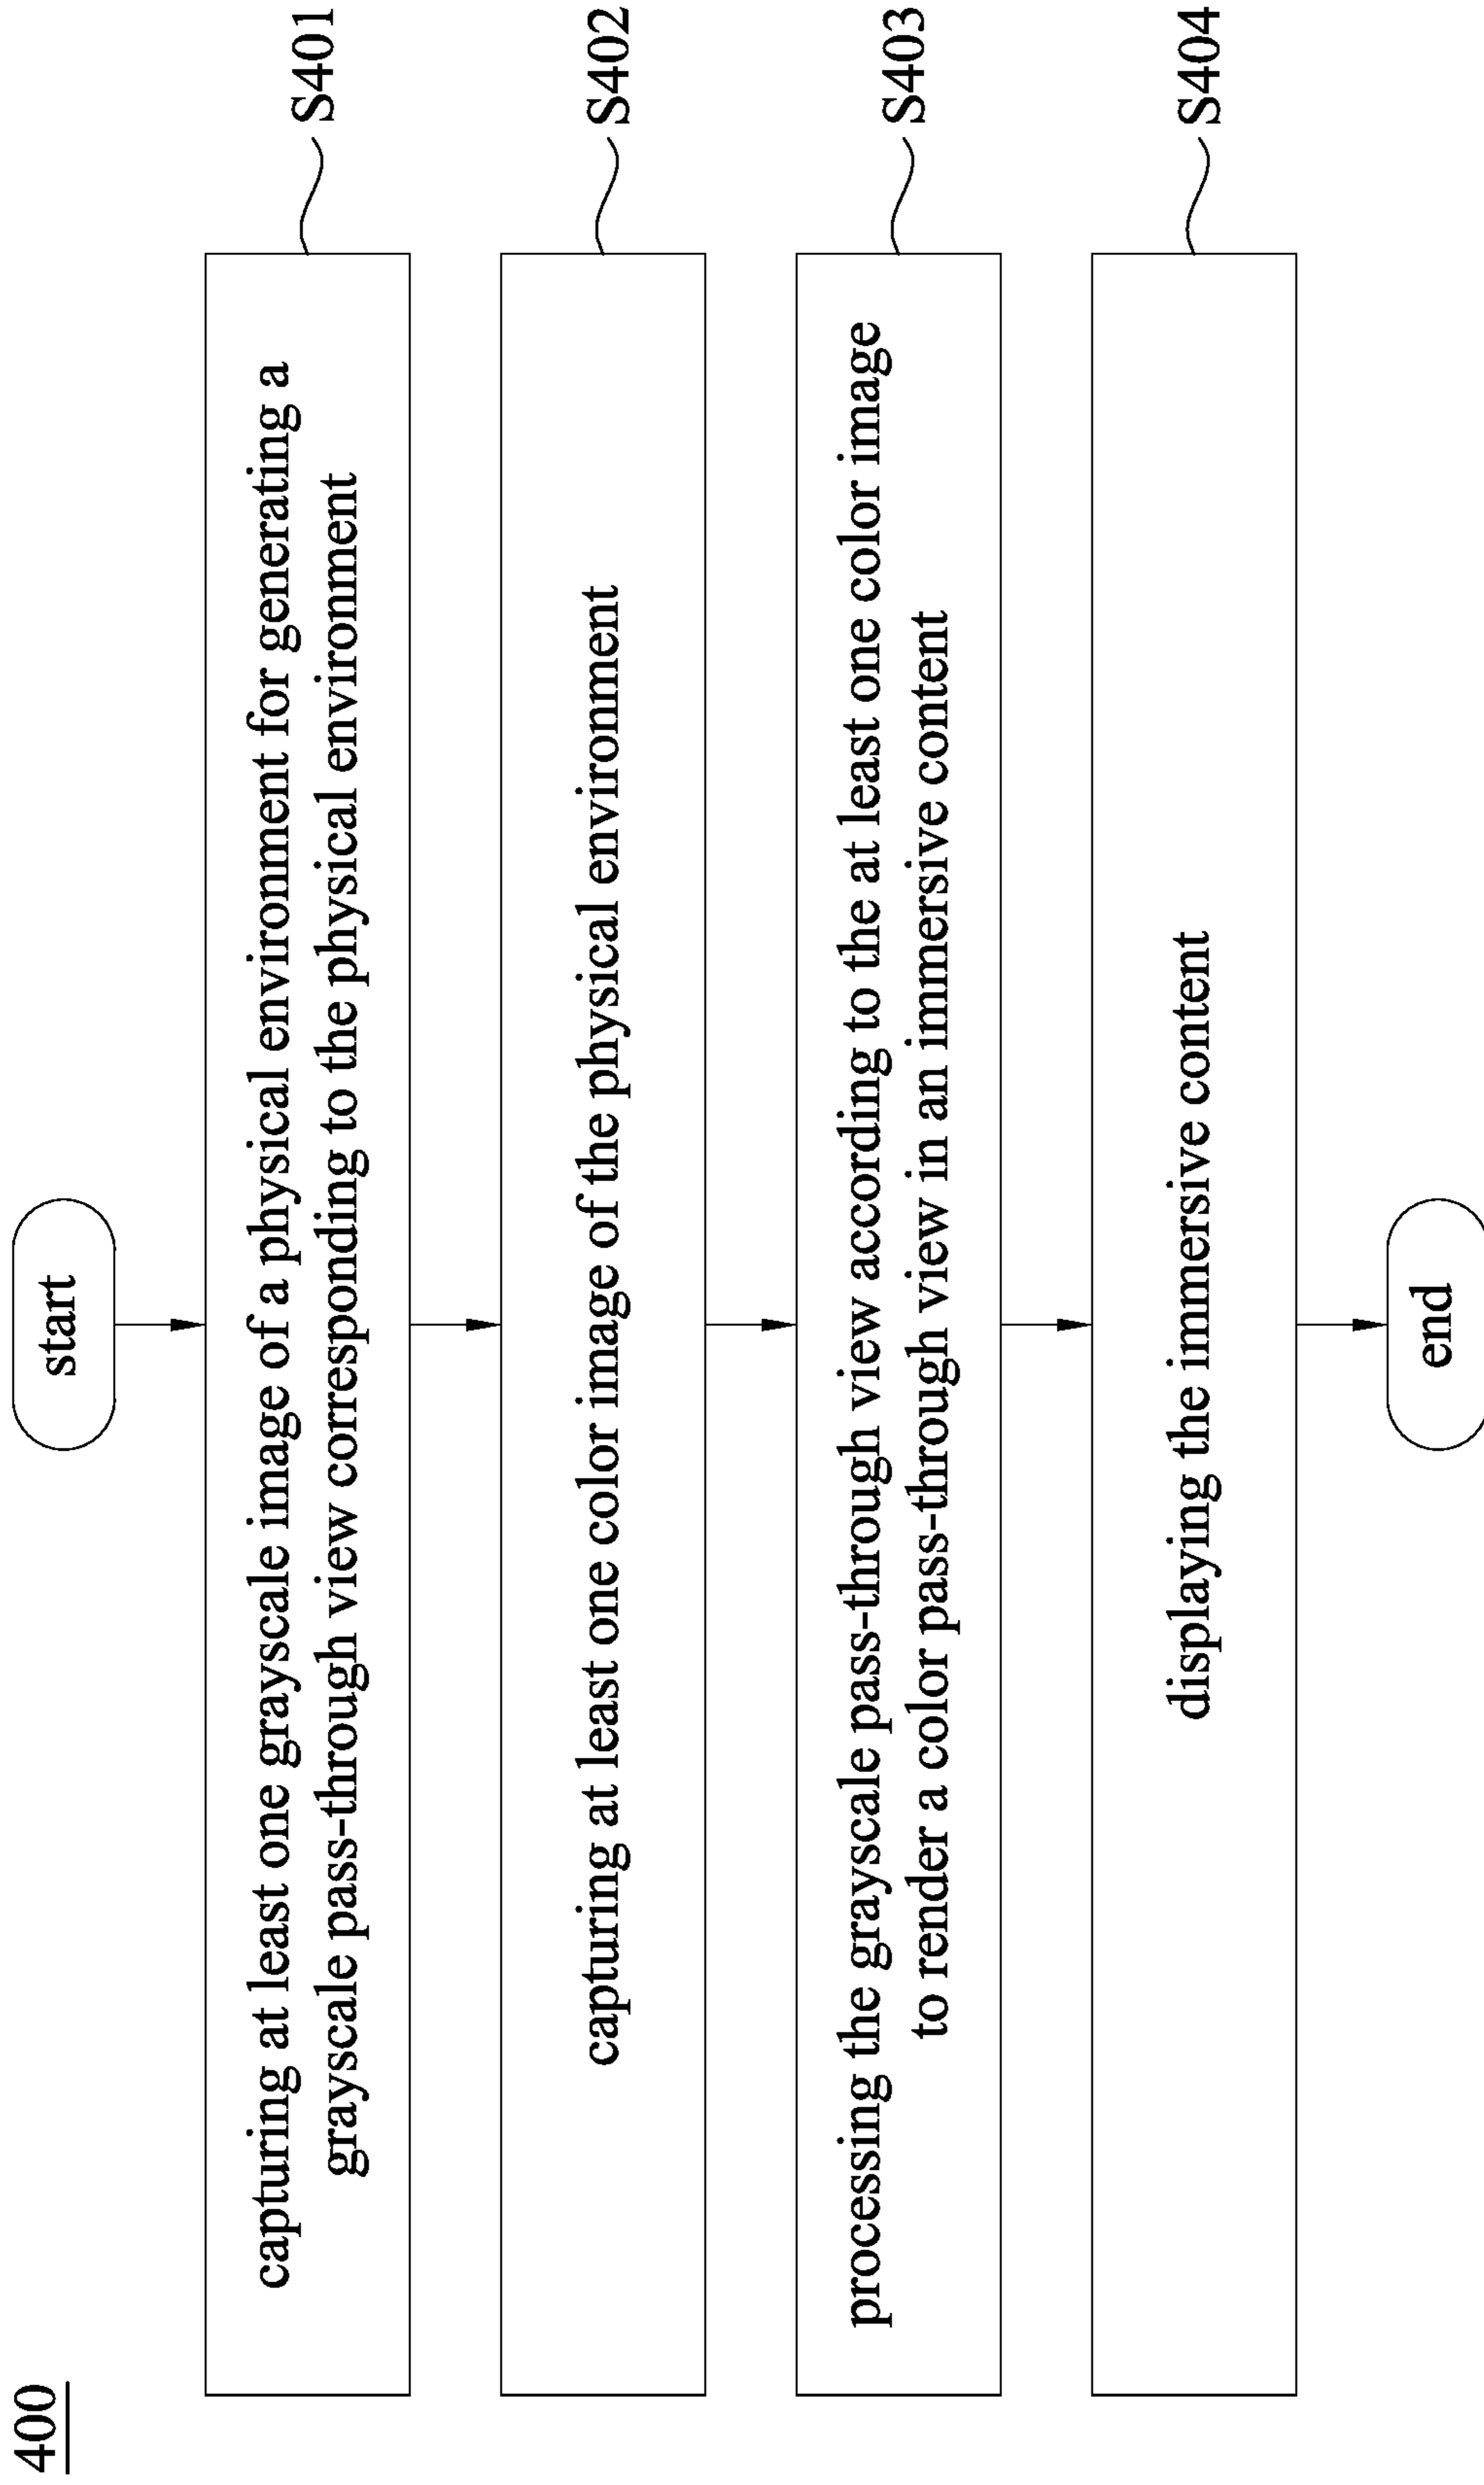 400
start
capturing at least one grayscale image of a physical environment for generating a
grayscale pass-through view corresponding to the physical environment
S401
capturing at least one color image of the physical environment
S402
processing the grayscale pass-through view according to the at least one color image
to render a color pass-through view in an immersive content
S403
displaying the immersive content
S404
end